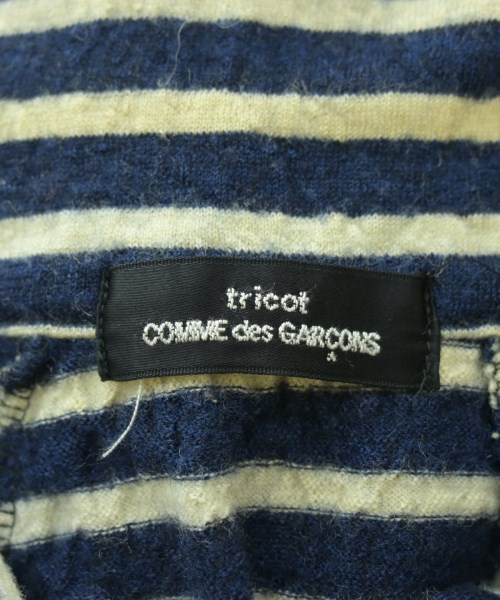 tricot
COMME des GARÇONS
*